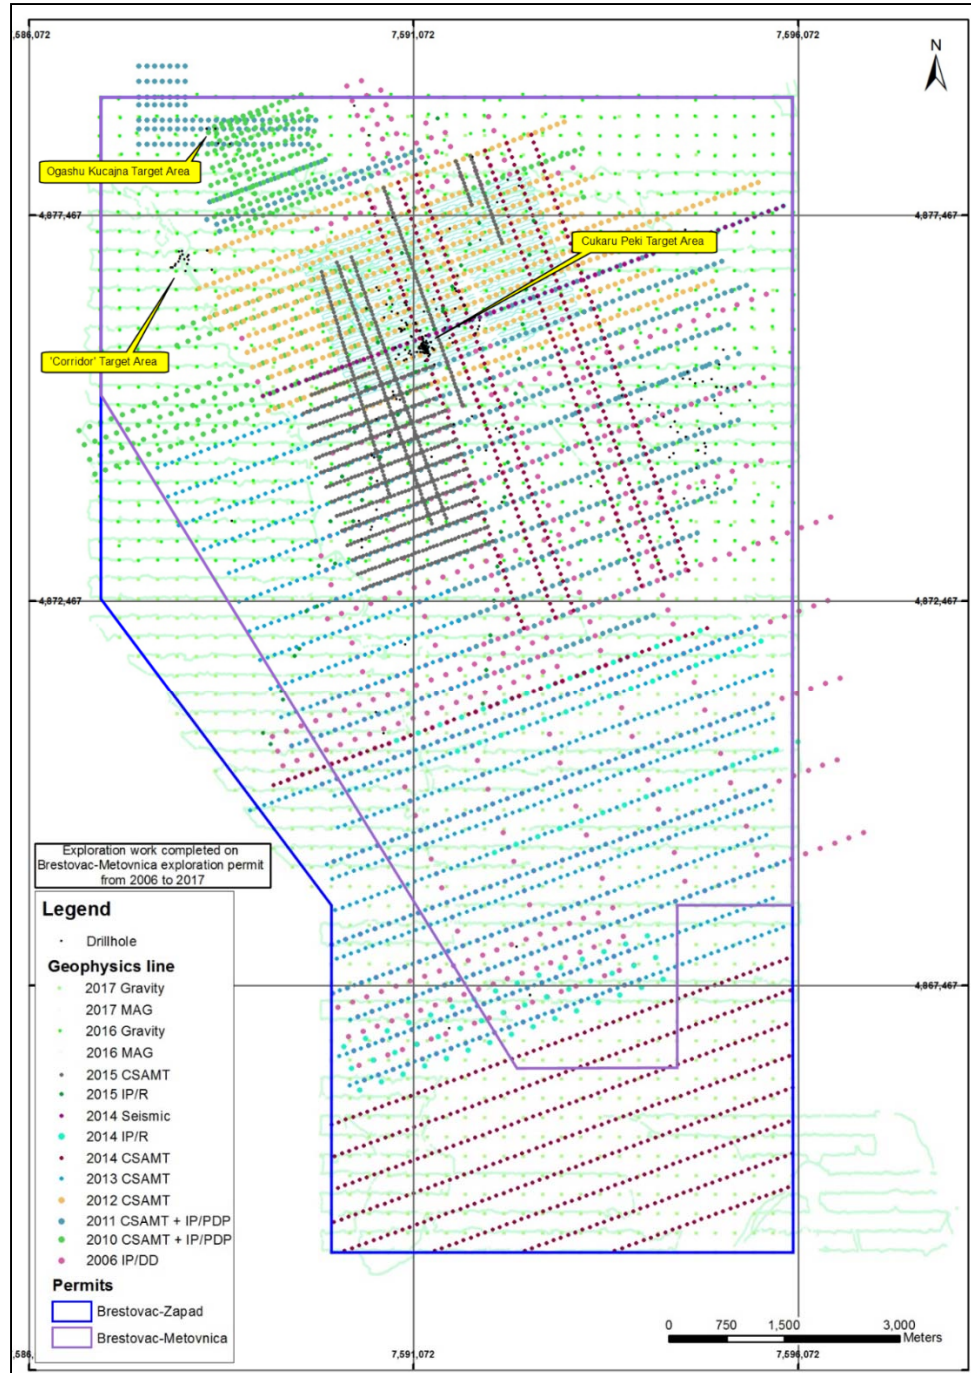 ,586,072
7,591,072
7,596,072
N
Ogashu Kucajna Target Area
4,877,467
4,877,467
Cukaru Peki Target Area
'Corridor' Target Area
4,872,467
4,872,467
Exploration work completed on
Brestovac-Metovnica exploration permit
from 2006 to 2017
Legend
Drillhole
Geophysics line
2017 Gravity
2017 MAG
2016 Gravity
2016 MAG
2015 CSAMT
2015 IP/R
2014 Seismic
2014 IP/R
2014 CSAMT
2013 CSAMT
2012 CSAMT
2011 CSAMT + IP/PDP
2010 CSAMT + IP/PDP
2006 IP/DD
Permits
Brestovac-Zapad
Brestovac-Metovnica
4,867,467
0 750 1,500 3,000
Meters
,586,072
7,591,072
7,596,072